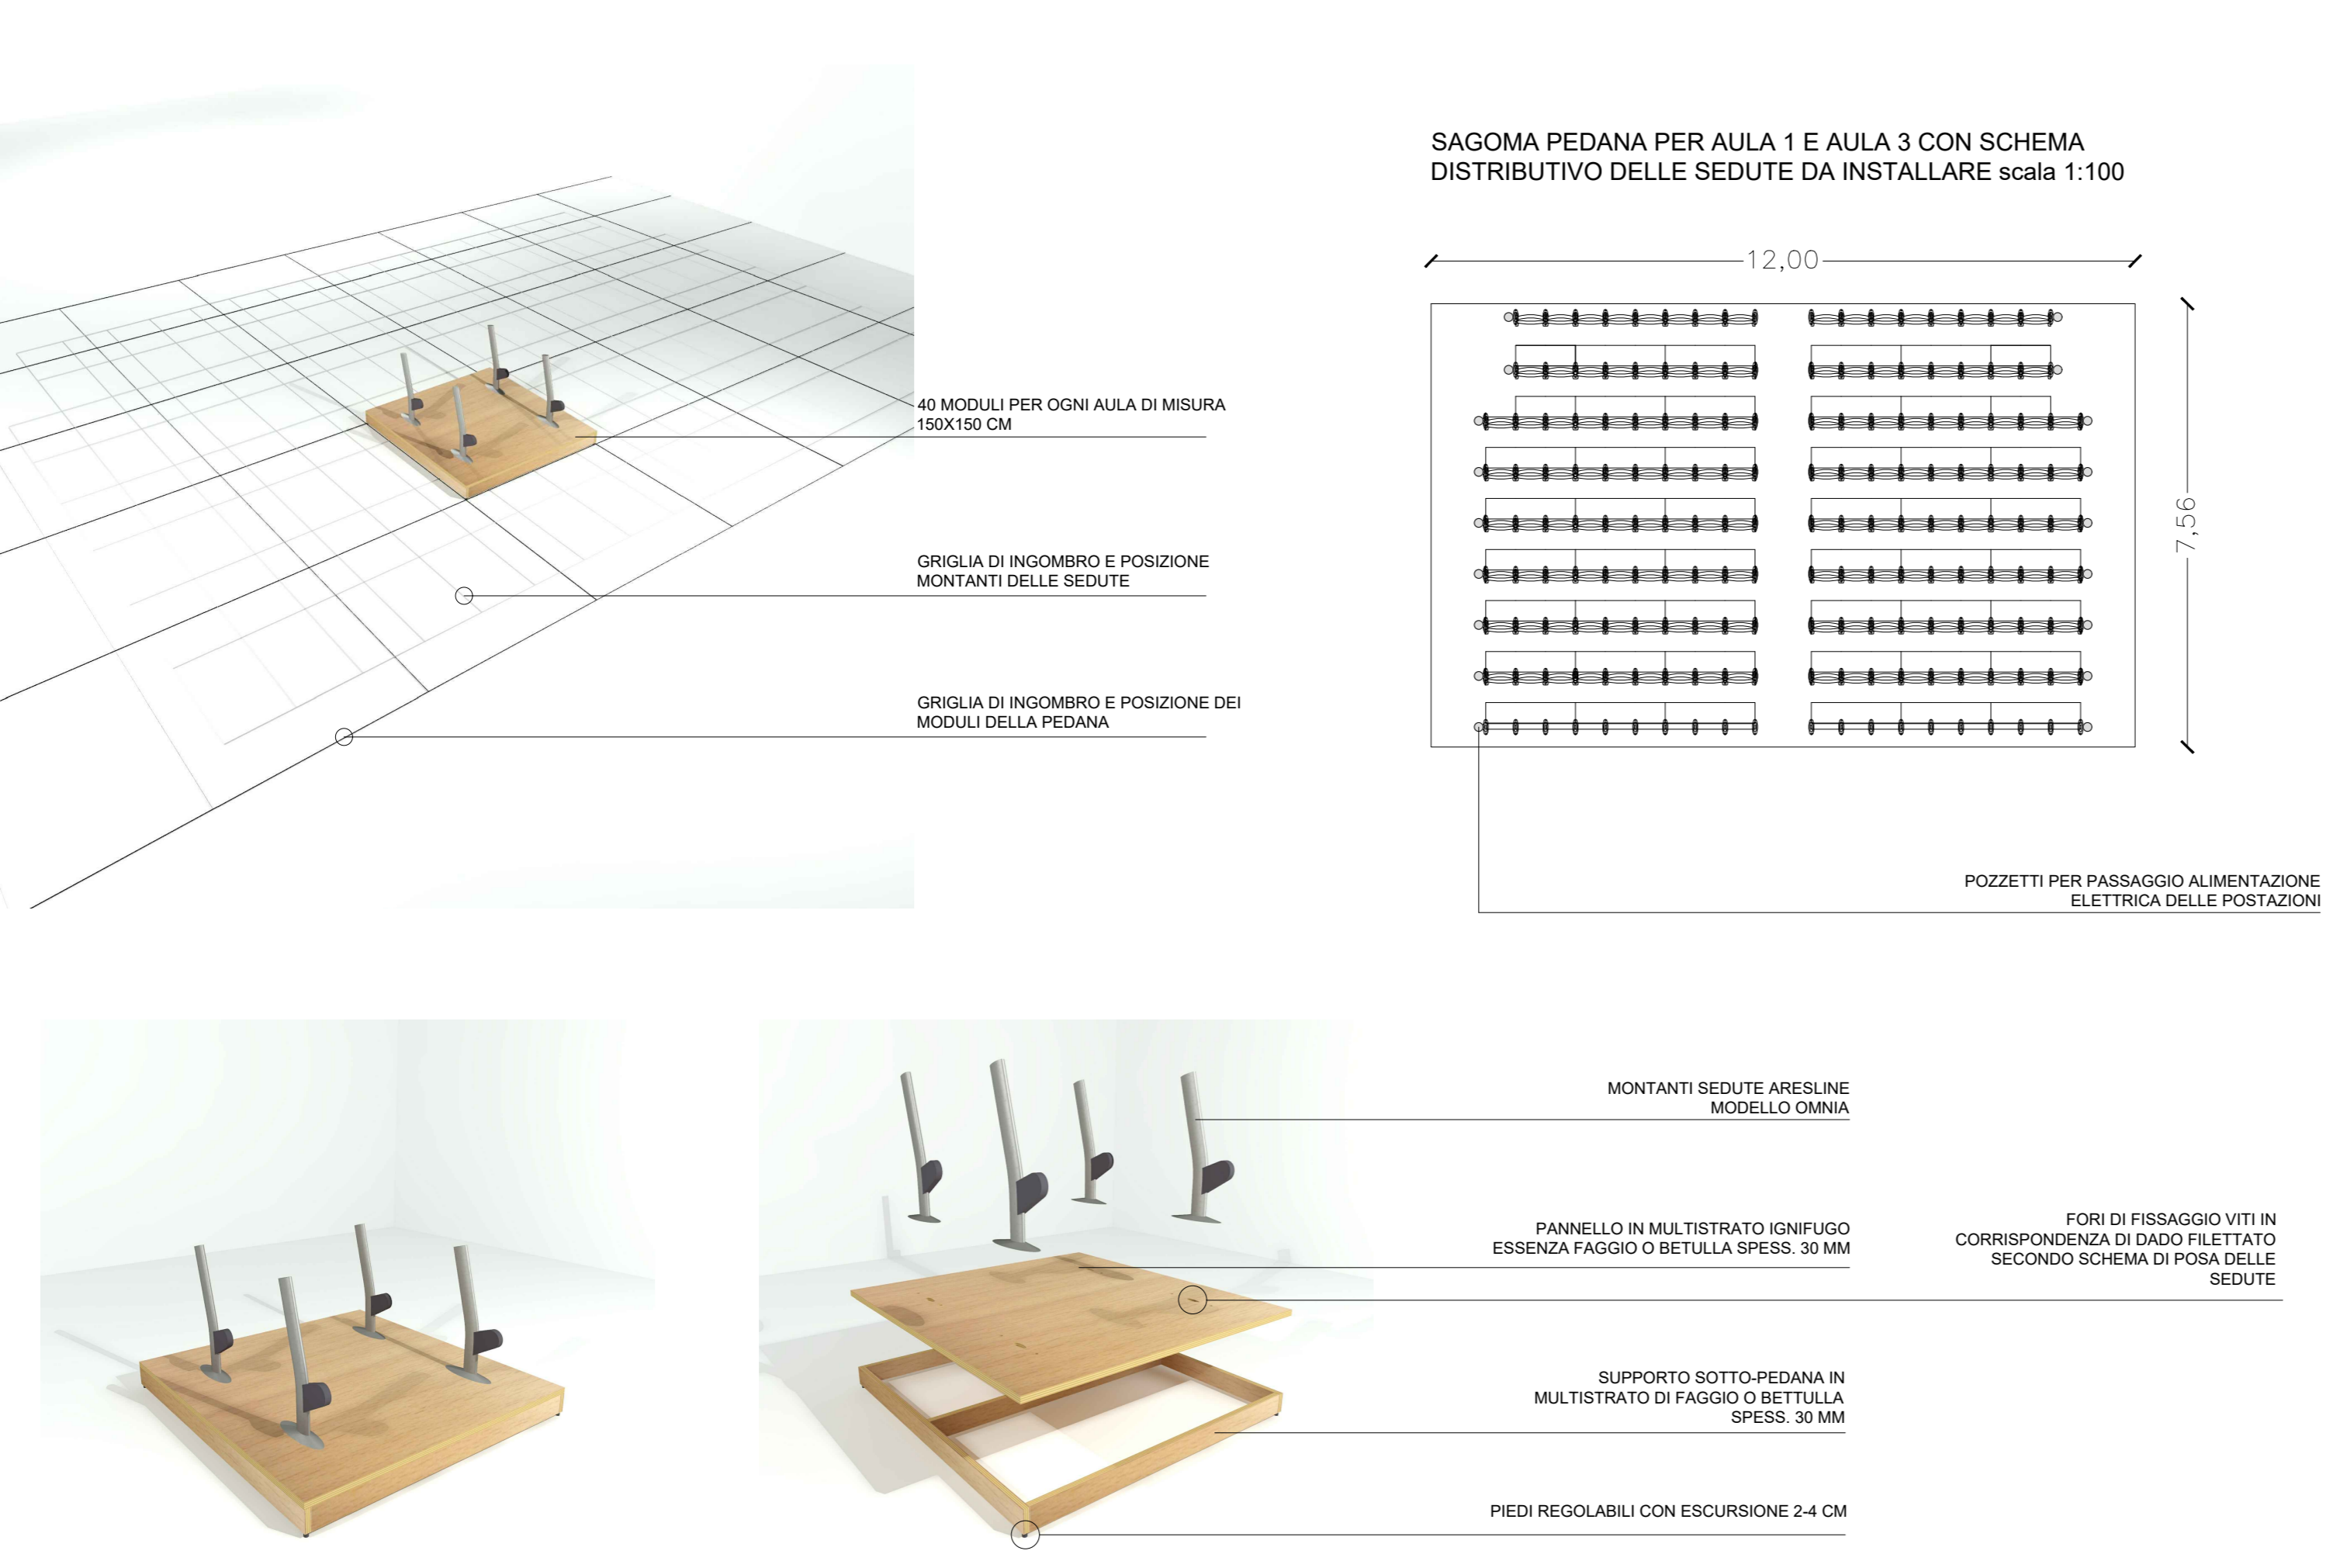 SAGOMA PEDANA PER AULA 1 E AULA 3 CON SCHEMA
DISTRIBUTIVO DELLE SEDUTE DA INSTALLARE scala 1:100
12,00
7,56
40 MODULI PER OGNI AULA DI MISURA
150X150 CM
GRIGLIA DI INGOMBRO E POSIZIONE
MONTANTI DELLE SEDUTE
GRIGLIA DI INGOMBRO E POSIZIONE DEI
MODULI DELLA PEDANA
POZZETTI PER PASSAGGIO ALIMENTAZIONE
ELETTRICA DELLE POSTAZIONI
MONTANTI SEDUTE ARESLINE
MODELLO OMNIA
PANNELLO IN MULTISTRATO IGNIFUGO
ESSENZA FAGGIO O BETULLA SPESS. 30 MM
FORI DI FISSAGGIO VITI IN
CORRISPONDENZA DI DADO FILETTATO
SECONDO SCHEMA DI POSA DELLE
SEDUTE
SUPPORTO SOTTO-PEDANA IN
MULTISTRATO DI FAGGIO O BETTULLA
SPESS. 30 MM
PIEDI REGOLABILI CON ESCURSIONE 2-4 CM